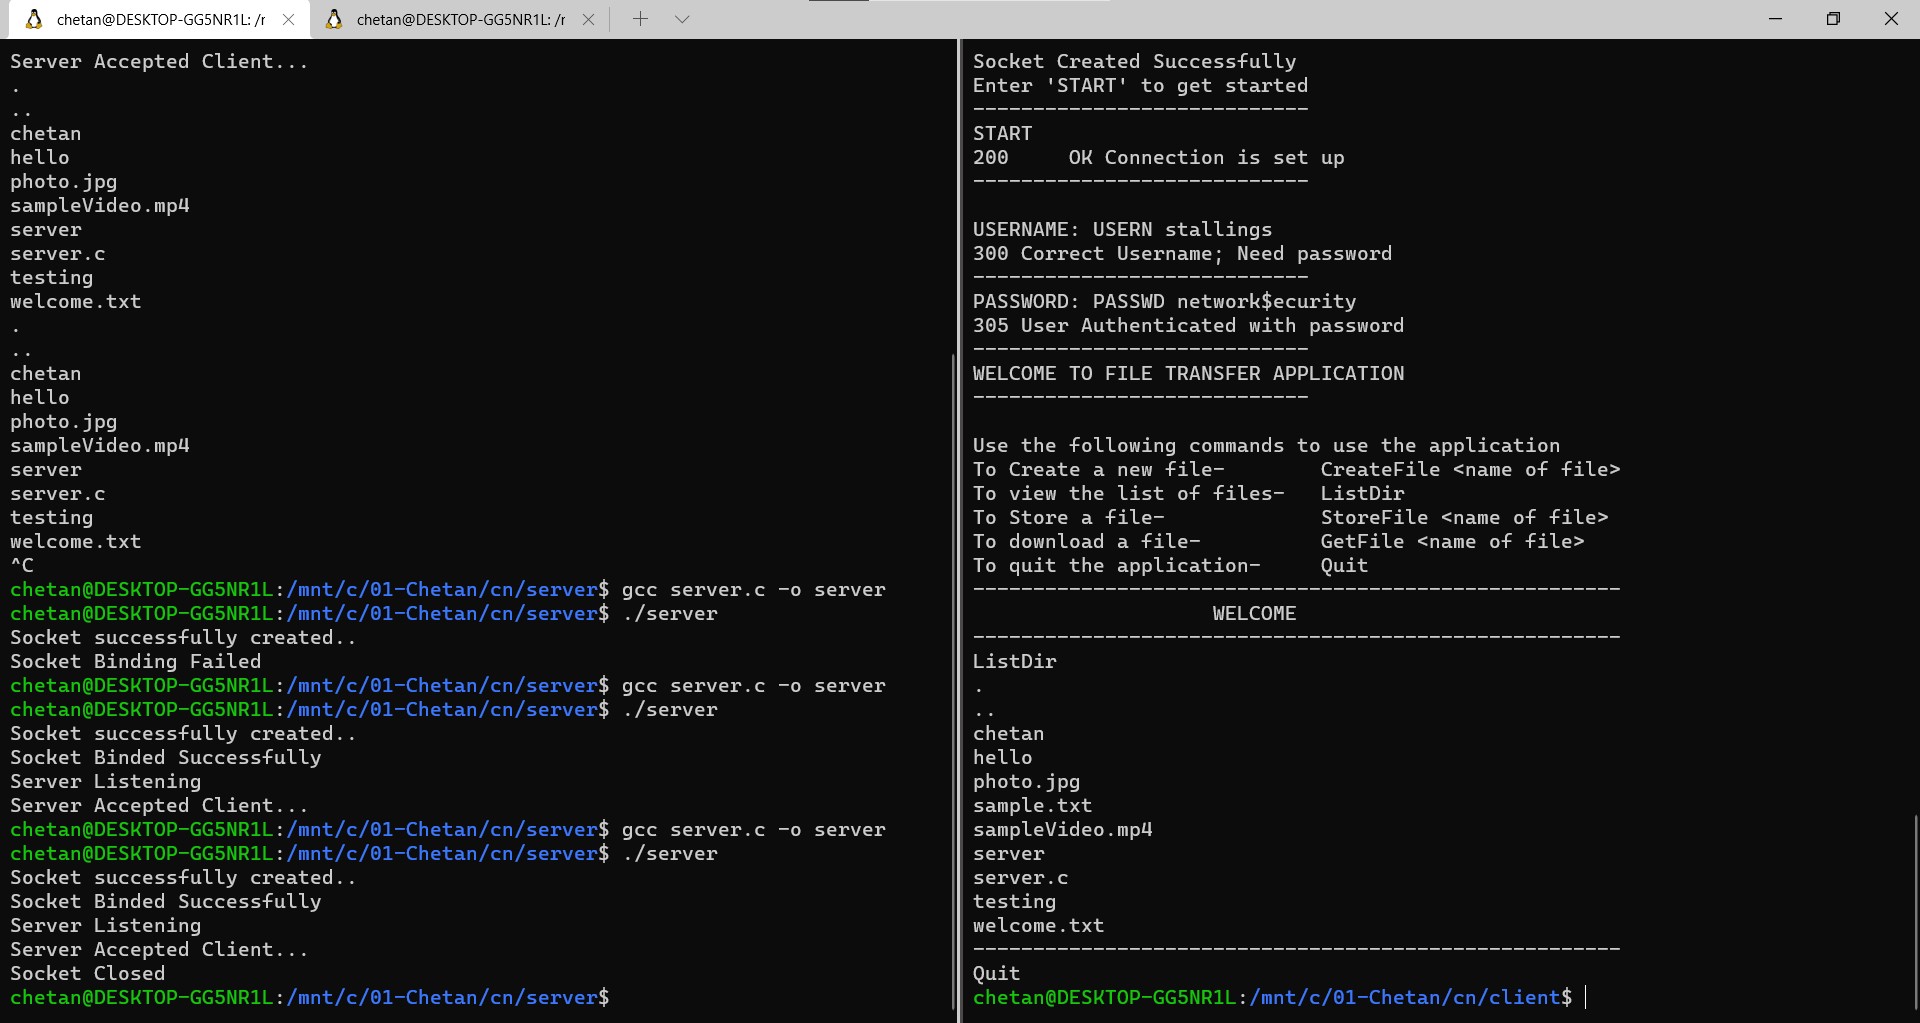 chetan@DESKTOP-GG5NR1L: /r
chetan@DESKTOP-GG5NR1L: /r
Server Accepted Client...
.
..
chetan
hello
photo.jpg
sampleVideo.mp4
server
server.c
testing
welcome.txt
.
..
chetan
hello
photo.jpg
sampleVideo.mp4
server
server.c
testing
welcome.txt
^C
chetan@DESKTOP-GG5NR1L:/mnt/c/01-Chetan/cn/server$ gcc server.c -o server
chetan@DESKTOP-GG5NR1L:/mnt/c/01-Chetan/cn/server$ ./server
Socket successfully created..
Socket Binding Failed
chetan@DESKTOP-GG5NR1L:/mnt/c/01-Chetan/cn/server$ gcc server.c -o server
chetan@DESKTOP-GG5NR1L:/mnt/c/01-Chetan/cn/server$ ./server
Socket successfully created..
Socket Binded Successfully
Server Listening
Server Accepted Client...
chetan@DESKTOP-GG5NR1L:/mnt/c/01-Chetan/cn/server$ gcc server.c -o server
chetan@DESKTOP-GG5NR1L:/mnt/c/01-Chetan/cn/server$ ./server
Socket successfully created..
Socket Binded Successfully
Server Listening
Server Accepted Client...
Socket Closed
chetan@DESKTOP-GG5NR1L:/mnt/c/01-Chetan/cn/server$
Socket Created Successfully
Enter 'START' to get started
----------------------------
START
200     OK Connection is set up
----------------------------
USERNAME: USERN stallings
300 Correct Username; Need password
----------------------------
PASSWORD: PASSWD network$ecurity
305 User Authenticated with password
----------------------------
WELCOME TO FILE TRANSFER APPLICATION
----------------------------
Use the following commands to use the application
To Create a new file-        CreateFile <name of file>
To view the list of files-   ListDir
To Store a file-             StoreFile <name of file>
To download a file-          GetFile <name of file>
To quit the application-     Quit
------------------------------------------------------
WELCOME
------------------------------------------------------
ListDir
.
..
chetan
hello
photo.jpg
sample.txt
sampleVideo.mp4
server
server.c
testing
welcome.txt
------------------------------------------------------
Quit
chetan@DESKTOP-GG5NR1L:/mnt/c/01-Chetan/cn/client$